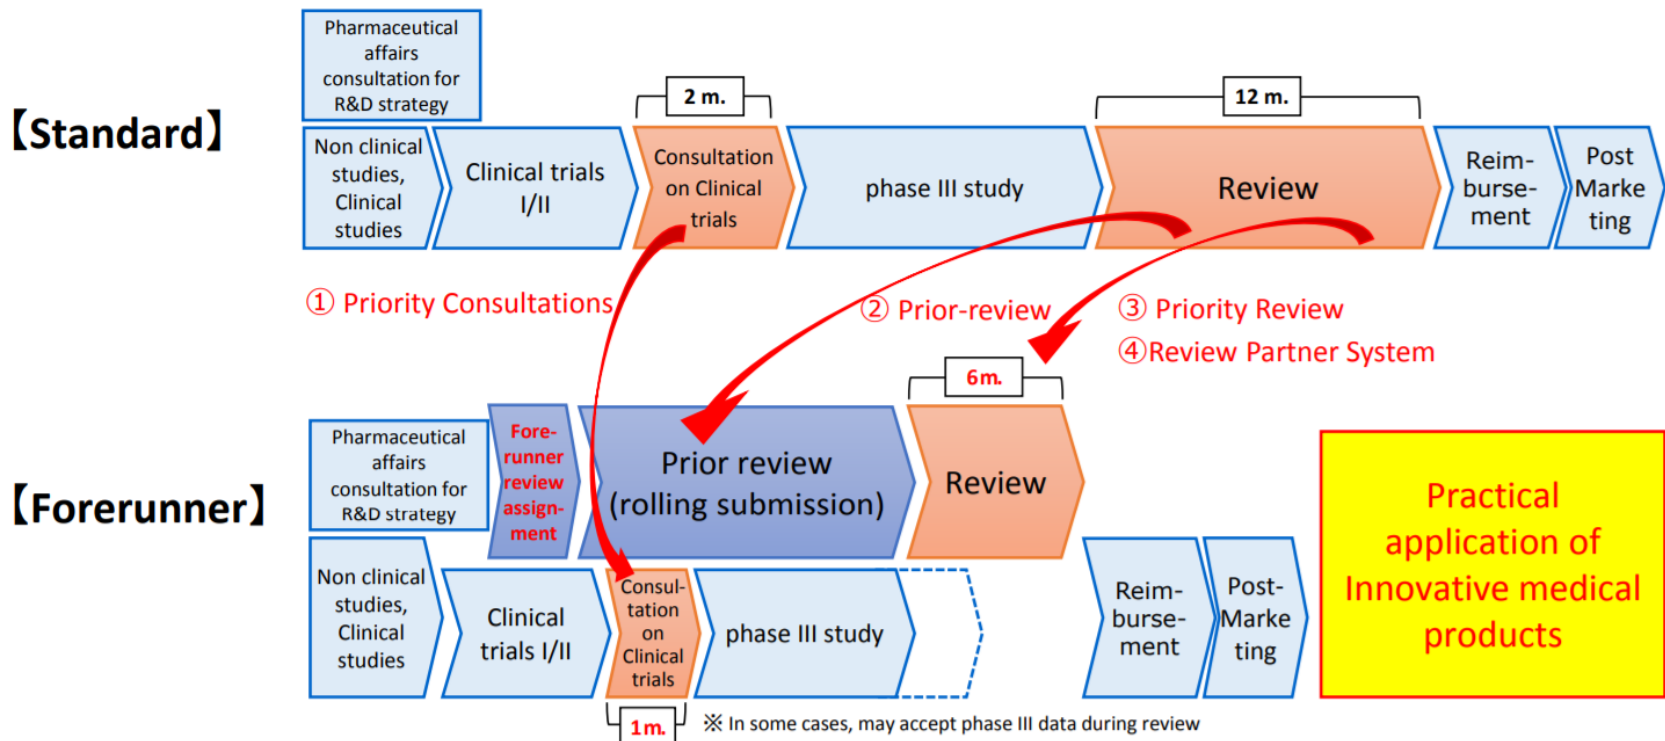 Pharmaceutical
affairs
consultation for
R&D strategy
2 m.
12 m.
【Standard】
Non clinical
studies,
Clinical
studies
Clinical trials
I/II
Consultation
on Clinical
trials
phase III study
Review
Reim-
burse-
ment
Post
Marke
ting
① Priority Consultations
② Prior-review
③ Priority Review
④Review Partner System
6m.
【Forerunner】
Pharmaceutical
affairs
consultation for
R&D strategy
Fore-
runner
review
assign-
ment
Prior review
(rolling submission)
Review
Non clinical
studies,
Clinical
studies
Clinical
trials I/II
Consul-
tation
on
Clinical
trials
phase III study
Reim-
burse-
ment
Post-
Marke
ting
Practical
application of
Innovative medical
products
1m.
※ In some cases, may accept phase III data during review